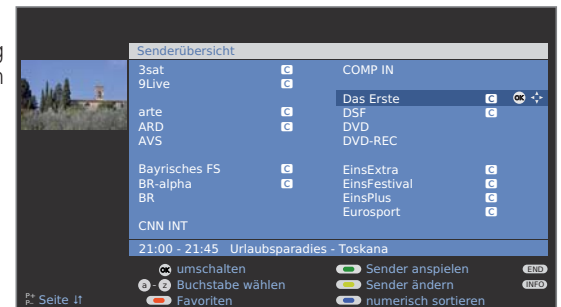 g
n
Senderübersicht
3sat C
9Live C
arte C
ARD C
AVS
Bayrisches FS C
BR-alpha C
BR
CNN INT
COMP IN
Das Erste C OK
DSF C
DVD
DVD-REC
EinsExtra C
EinsFestival C
EinsPlus C
Eurosport C
21:00 - 21:45 Urlaubsparadies - Toskana
OK umschalten
a - z Buchstabe wählen
P+ P- Seite ↓↑
Favoriten
Sender anspielen END
Sender ändern INFO
numerisch sortieren